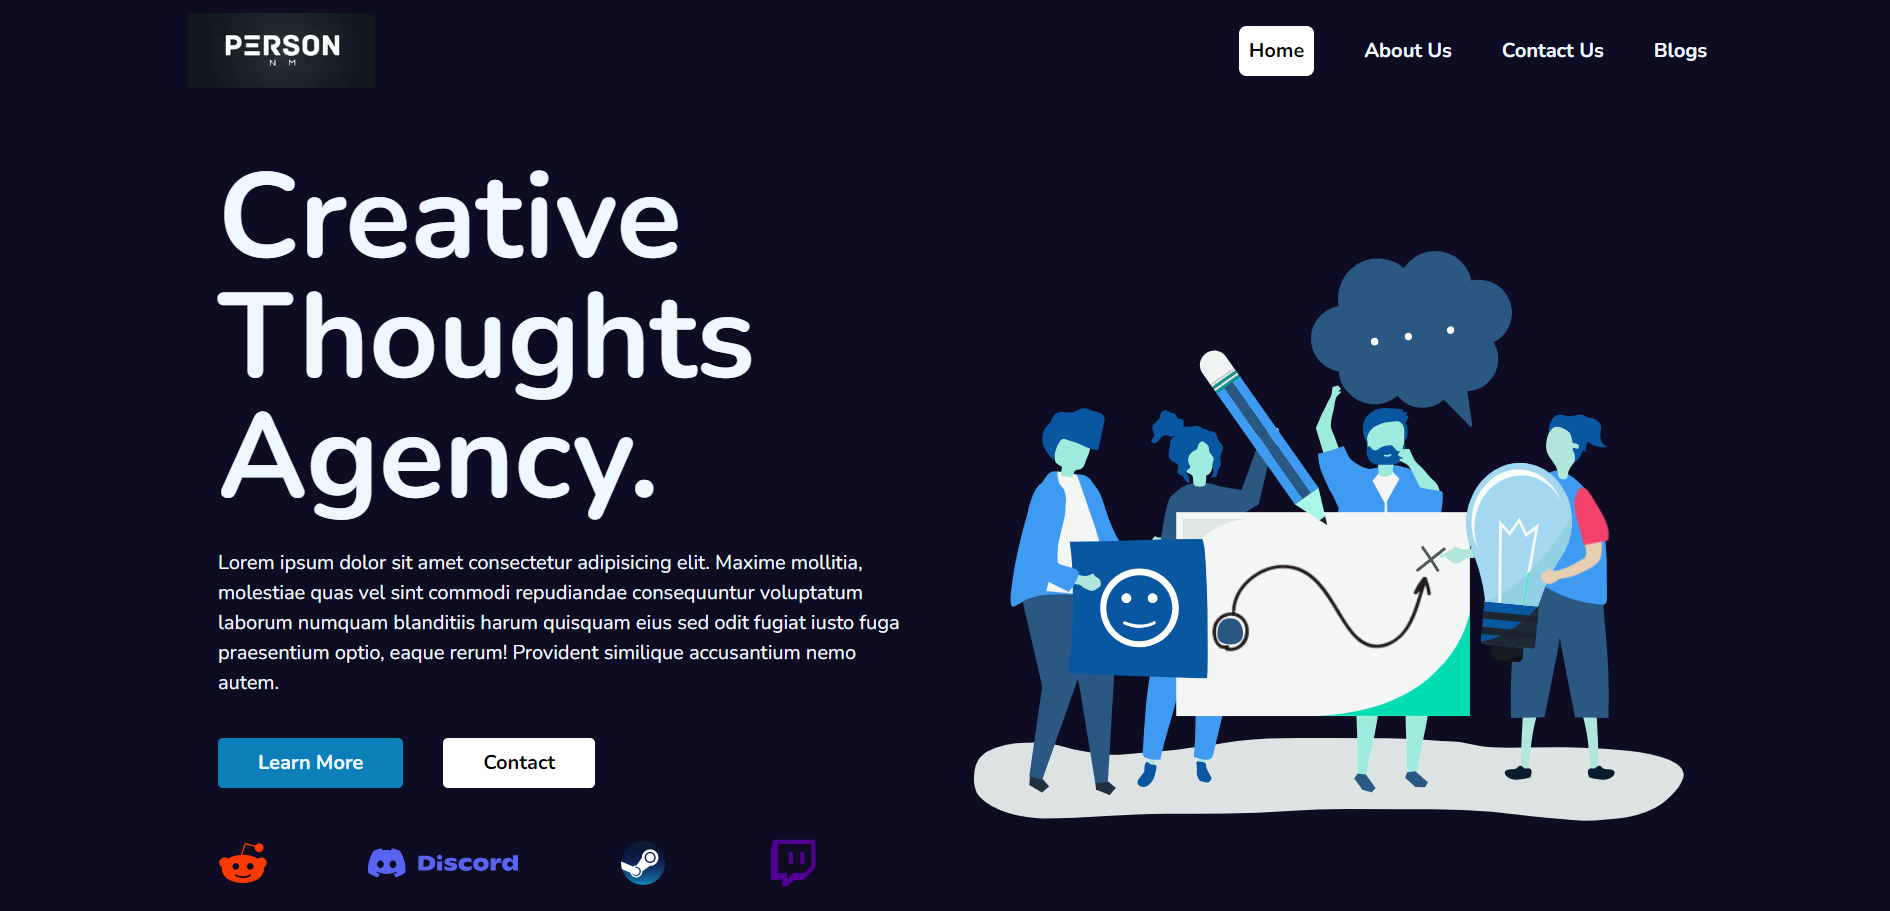 PERSON
N M
Home
About Us
Contact Us
Blogs
Creative
Thoughts
Agency.
Lorem ipsum dolor sit amet consectetur adipisicing elit. Maxime mollitia,
molestiae quas vel sint commodi repudiandae consequuntur voluptatum
laborum numquam blanditiis harum quisquam eius sed odit fugiat iusto fuga
praesentium optio, eaque rerum! Provident similique accusantium nemo
autem.
Learn More
Contact
Discord